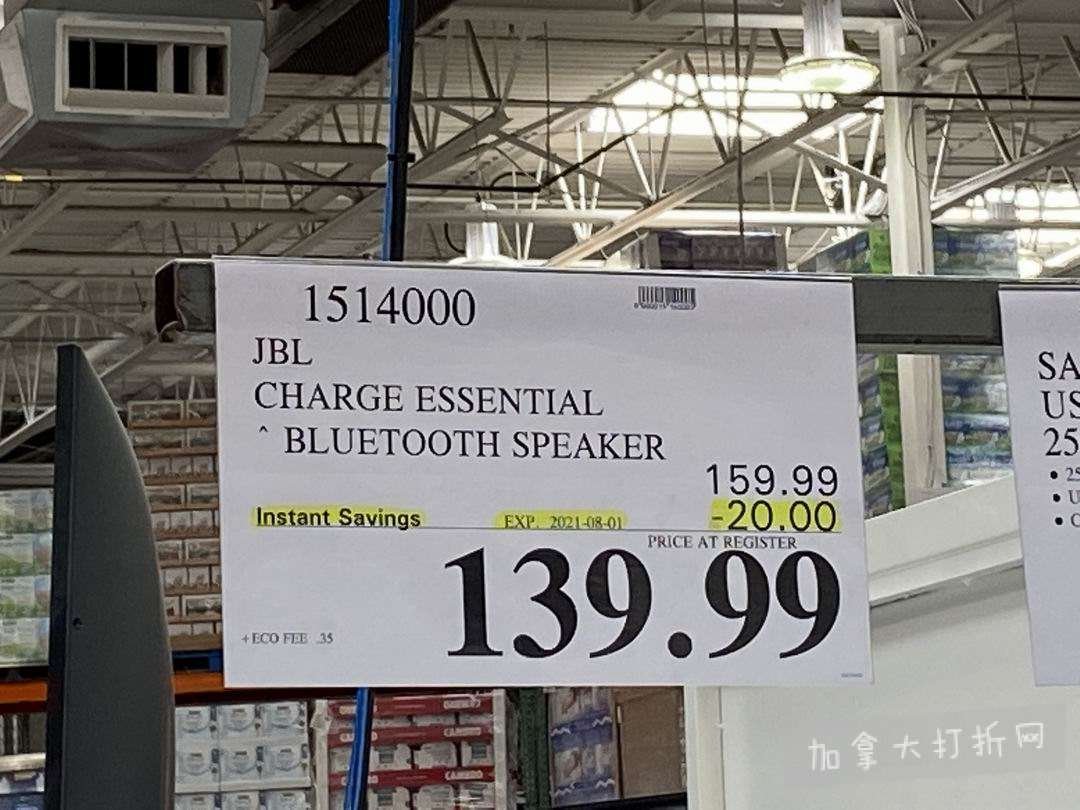 1514000
JBL
CHARGE ESSENTIAL
^ BLUETOOTH SPEAKER
159.99
Instant Savings EXP. 2021-08-01 -20.00
PRICE AT REGISTER
139.99
+ECO FEE .35
SA
US
25
加拿大打折网